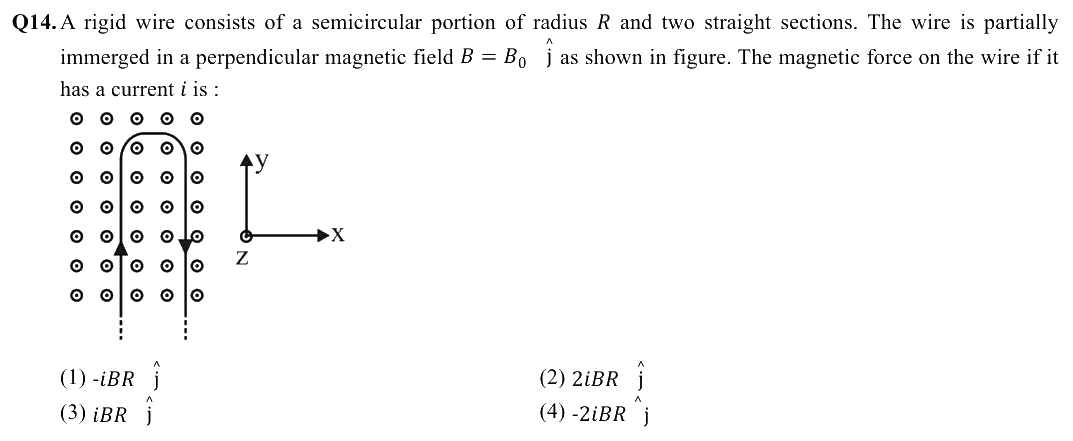 Q14. A rigid wire consists of a semicircular portion of radius R and two straight sections. The wire is partially
immerged in a perpendicular magnetic field B = B₀ ĵ as shown in figure. The magnetic force on the wire if it
has a current i is :
y
x
z
(1) -iBR ĵ
(2) 2iBR ĵ
(3) iBR ĵ
(4) -2iBR ĵ